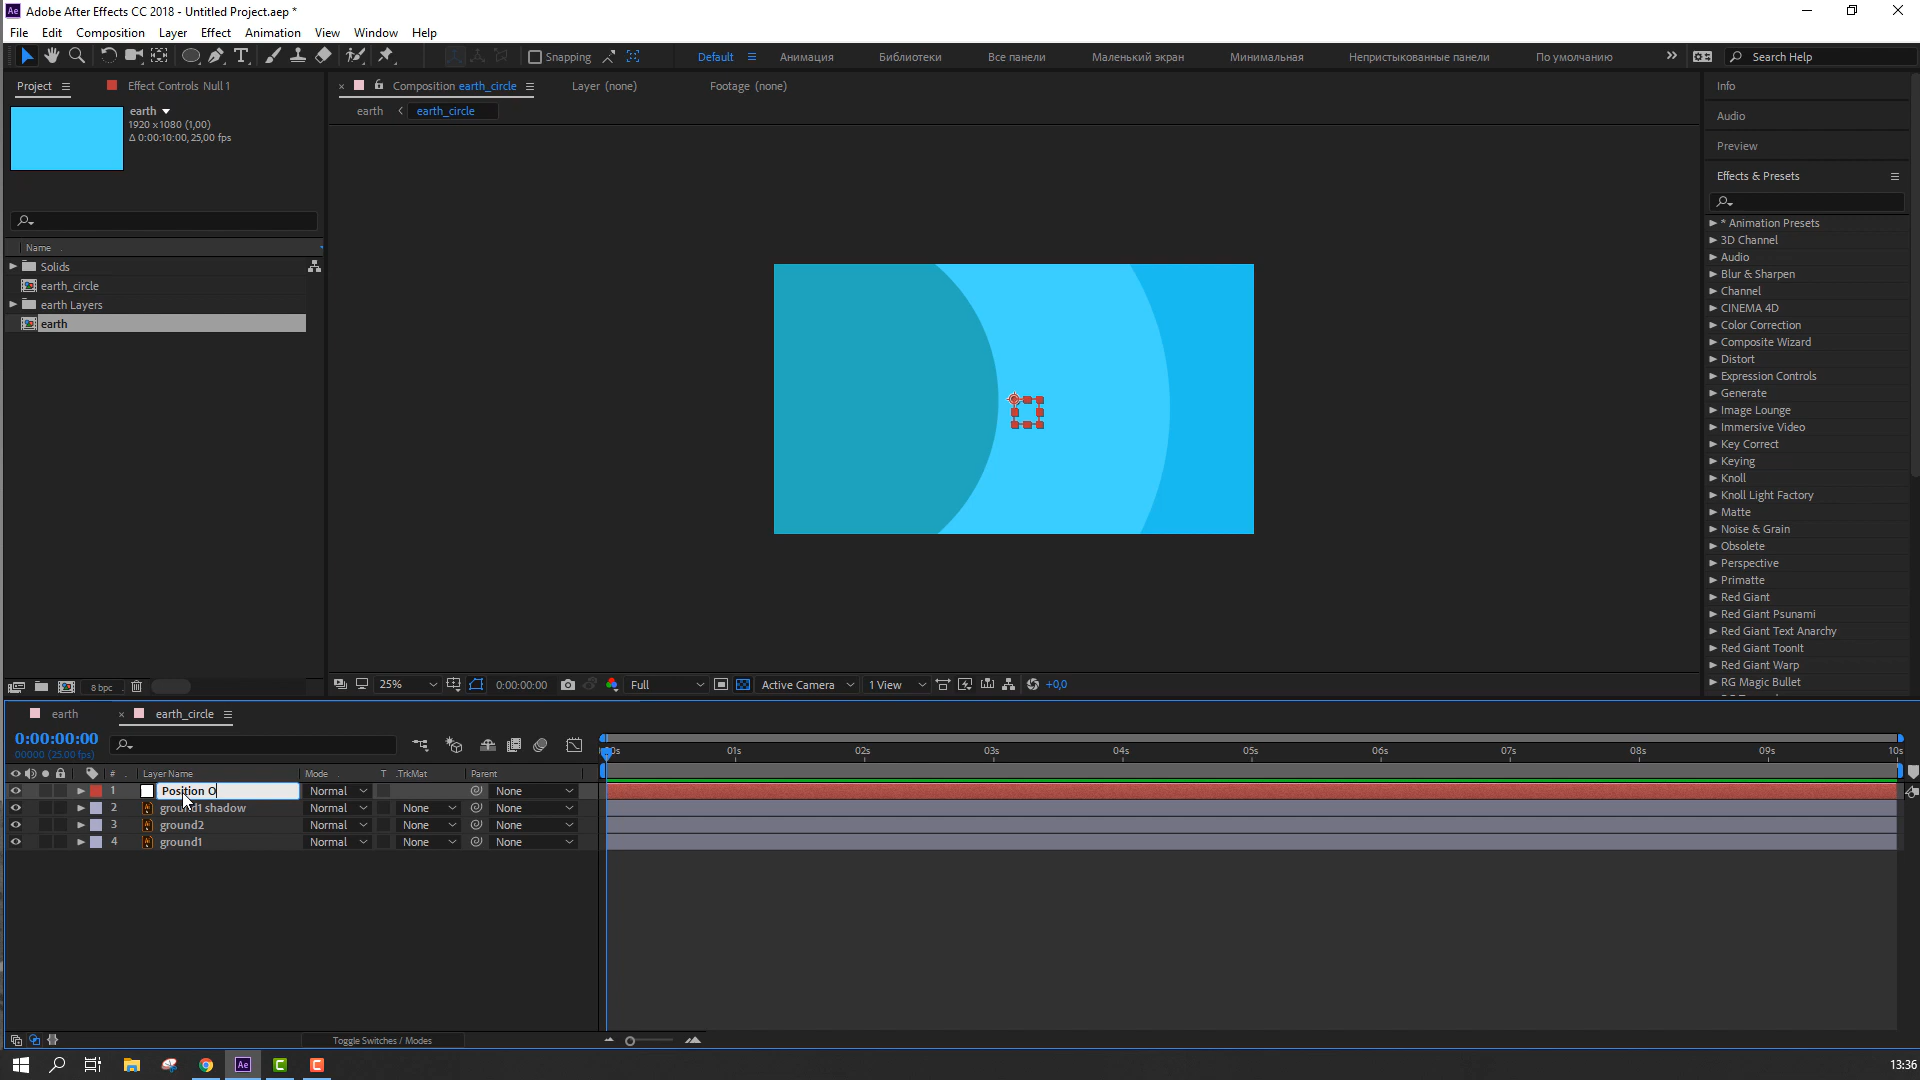 Ae Adobe After Effects CC 2018 - Untitled Project.aep *
File Edit Composition Layer Effect Animation View Window Help
Snapping Default Анимация Библиотеки Все панели Маленький экран Минимальная Непристыкованные панели По умолчанию Search Help
Project Effect Controls Null 1 Composition earth_circle Layer (none) Footage (none) Info
earth
1920 x 1080 (1,00)
Δ 0:00:10:00, 25,00 fps
earth earth_circle
Audio
Preview
Effects & Presets
Name
Solids
earth_circle
earth Layers
earth
* Animation Presets
3D Channel
Audio
Blur & Sharpen
Channel
CINEMA 4D
Color Correction
Composite Wizard
Distort
Expression Controls
Generate
Image Lounge
Immersive Video
Key Correct
Keying
Knoll
Knoll Light Factory
Matte
Noise & Grain
Obsolete
Perspective
Primatte
Red Giant
Red Giant Psunami
Red Giant Text Anarchy
Red Giant ToonIt
Red Giant Warp
RG Magic Bullet
8 bpc 25% 0:00:00:00 Full Active Camera 1 View +0,0
earth earth_circle
0:00:00:00
00000 (25.00 fps)
00s 01s 02s 03s 04s 05s 06s 07s 08s 09s 10s
# Layer Name Mode T .TrkMat Parent
1 Position O Normal None
2 ground1 shadow Normal None None
3 ground2 Normal None None
4 ground1 Normal None None
Toggle Switches / Modes
Ae 13:36